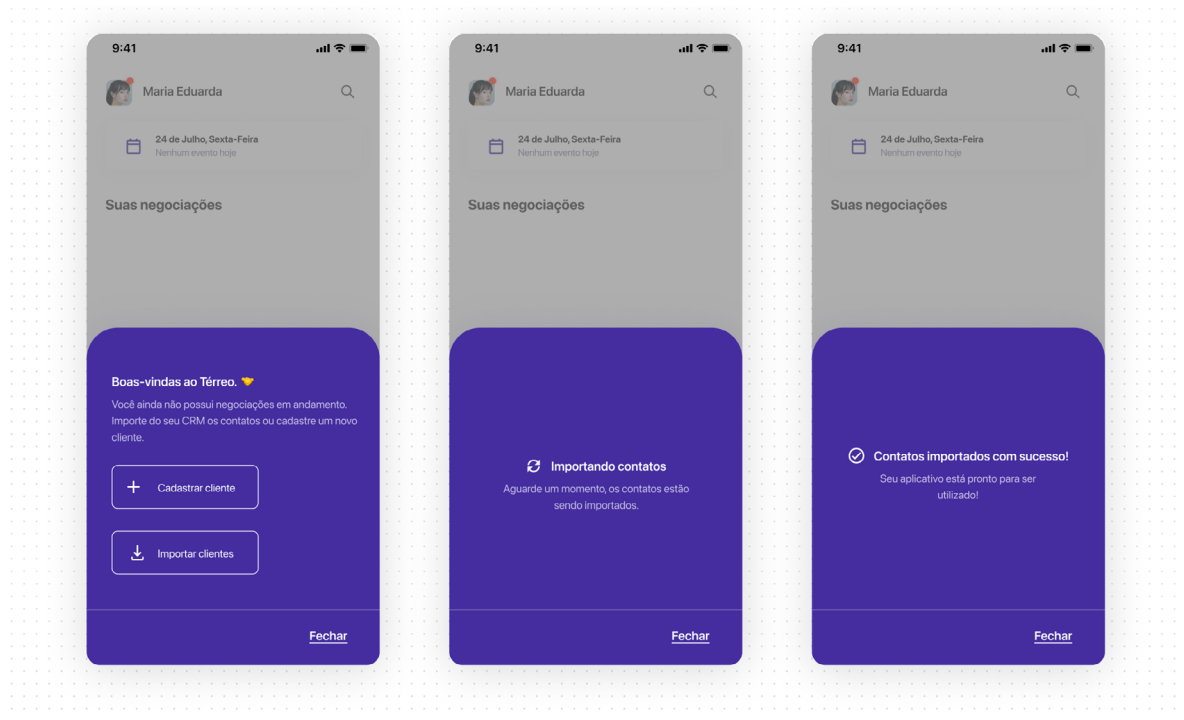 9:41
Maria Eduarda
24 de Julho, Sexta-Feira
Nenhum evento hoje
Suas negociações
Boas-vindas ao Térreo. 🤝
Você ainda não possui negociações em andamento.
Importe do seu CRM os contatos ou cadastre um novo
cliente.
Cadastrar cliente
Importar clientes
Fechar
9:41
Maria Eduarda
24 de Julho, Sexta-Feira
Nenhum evento hoje
Suas negociações
Importando contatos
Aguarde um momento, os contatos estão
sendo importados.
Fechar
9:41
Maria Eduarda
24 de Julho, Sexta-Feira
Nenhum evento hoje
Suas negociações
Contatos importados com sucesso!
Seu aplicativo está pronto para ser
utilizado!
Fechar